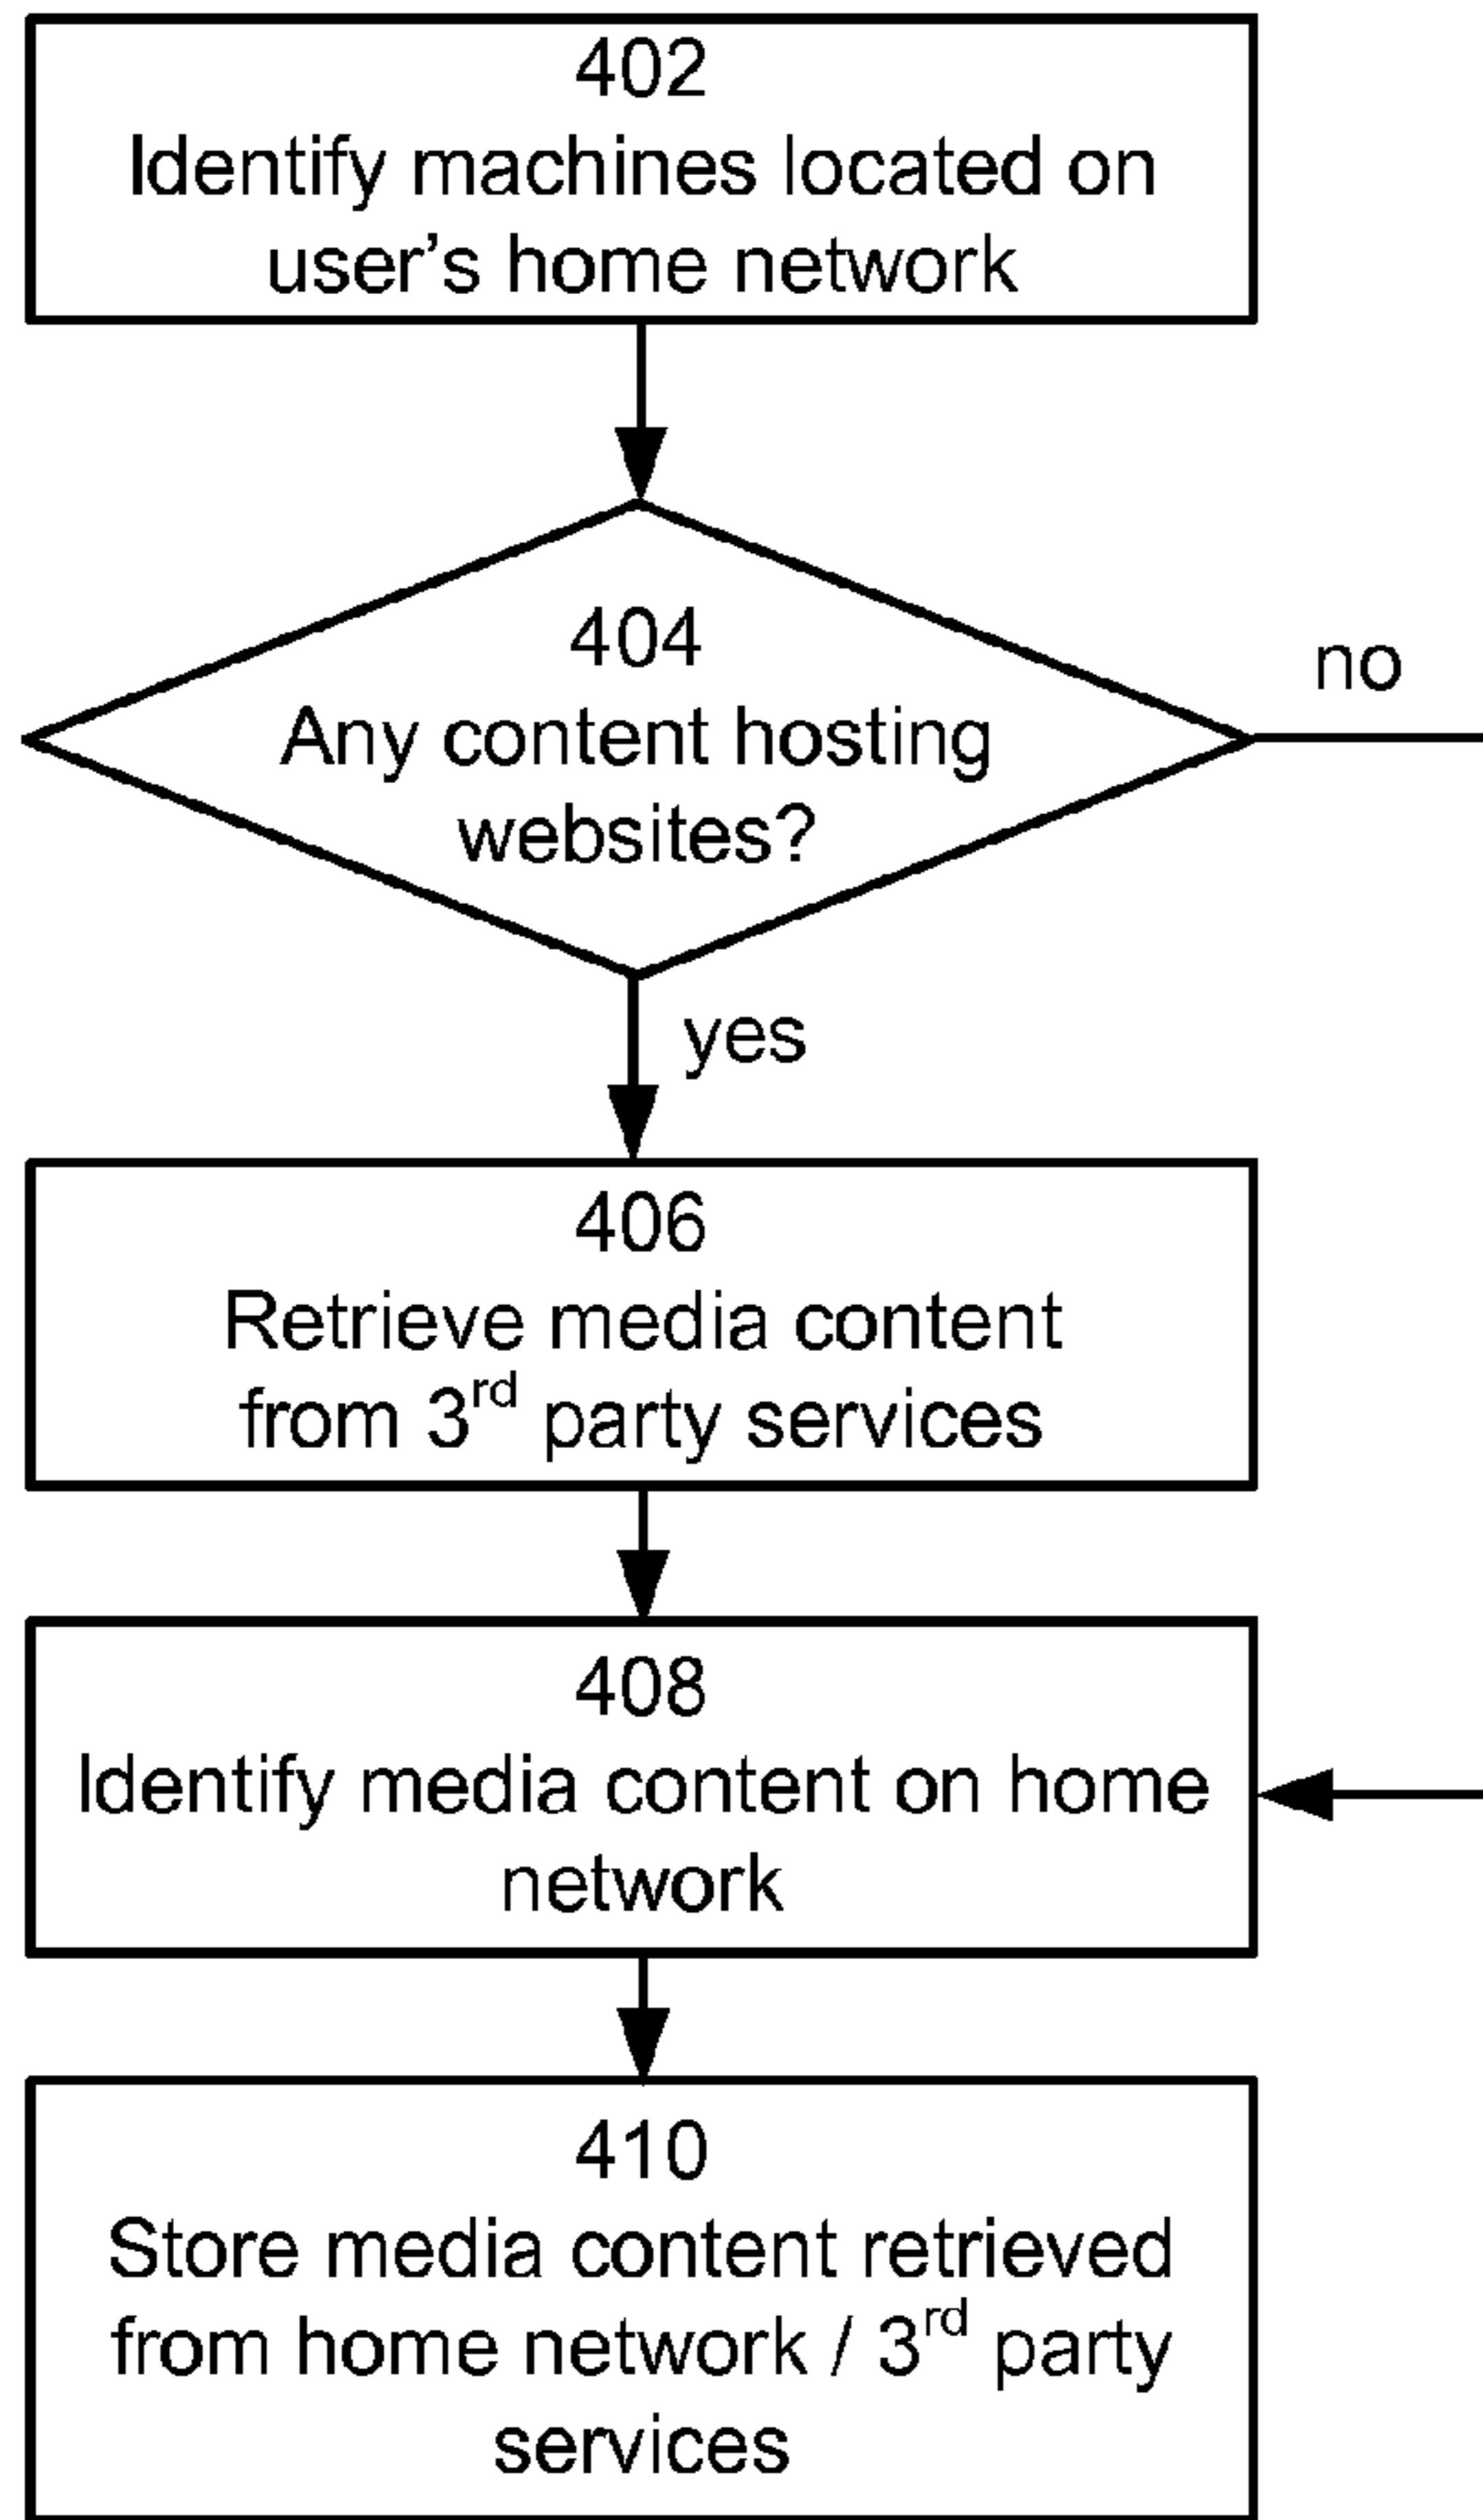 402
Identify machines located on
user’s home network
404
Any content hosting
websites?
no
yes
406
Retrieve media content
from 3rd party services
408
Identify media content on home
network
410
Store media content retrieved
from home network / 3rd party
services